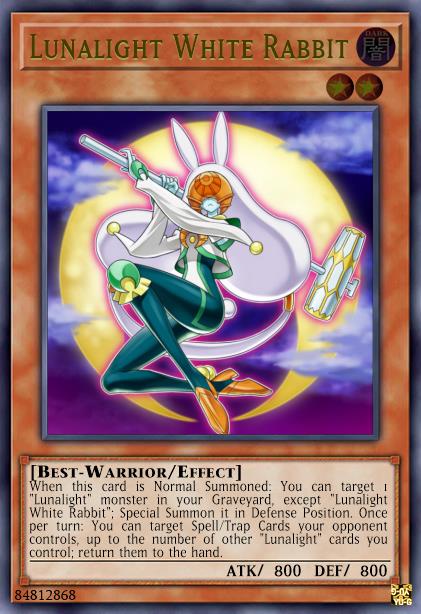 LUNALIGHT WHITE RABBIT
DARK
闇
[BEST-WARRIOR/EFFECT]
When this card is Normal Summoned: You can target 1
"Lunalight" monster in your Graveyard, except "Lunalight
White Rabbit"; Special Summon it in Defense Position. Once
per turn: You can target Spell/Trap Cards your opponent
controls, up to the number of other "Lunalight" cards you
control; return them to the hand.
ATK/ 800 DEF/ 800
84812868